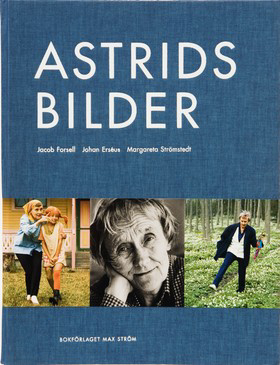 ASTRIDS
BILDER
Jacob Forsell Johan Erséus Margareta Strömstedt
BOKFÖRLAGET MAX STRÖM